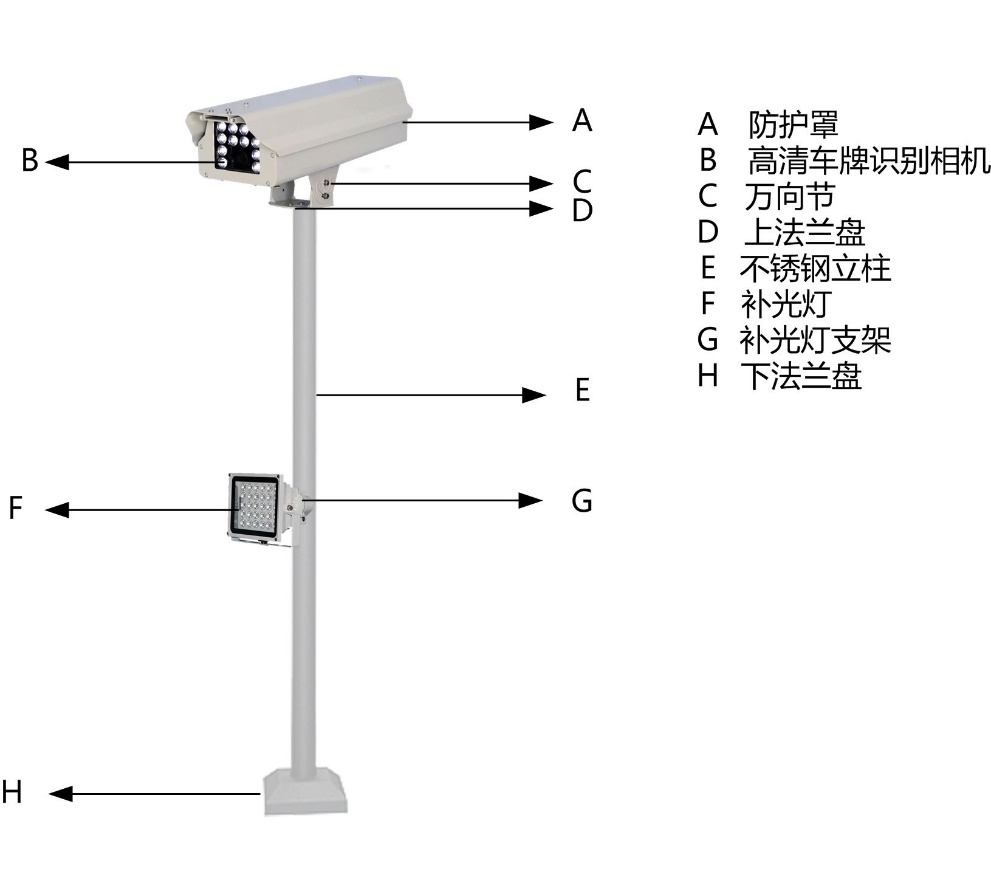 A
B
C
D
E
F
G
H
A 防护罩
B 高清车牌识别相机
C 万向节
D 上法兰盘
E 不锈钢立柱
F 补光灯
G 补光灯支架
H 下法兰盘